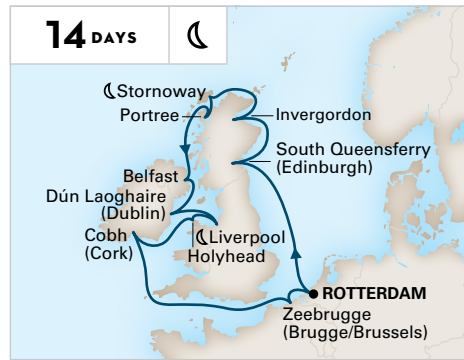 14 DAYS
Stornoway
Portree
Invergordon
South Queensferry
(Edinburgh)
Belfast
Dún Laoghaire
(Dublin)
Cobh
(Cork)
Liverpool
Holyhead
ROTTERDAM
Zeebrugge
(Brugge/Brussels)